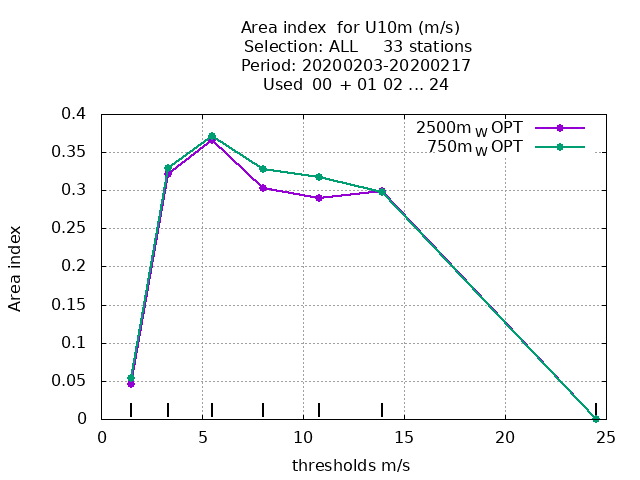 Area index  for U10m (m/s)
Selection: ALL     33 stations
Period: 20200203-20200217
Used  00 + 01 02 ... 24
2500m W OPT
750m W OPT
0.4
0.35
0.3
0.25
0.2
0.15
0.1
0.05
0
Area index
0 5 10 15 20 25
thresholds m/s